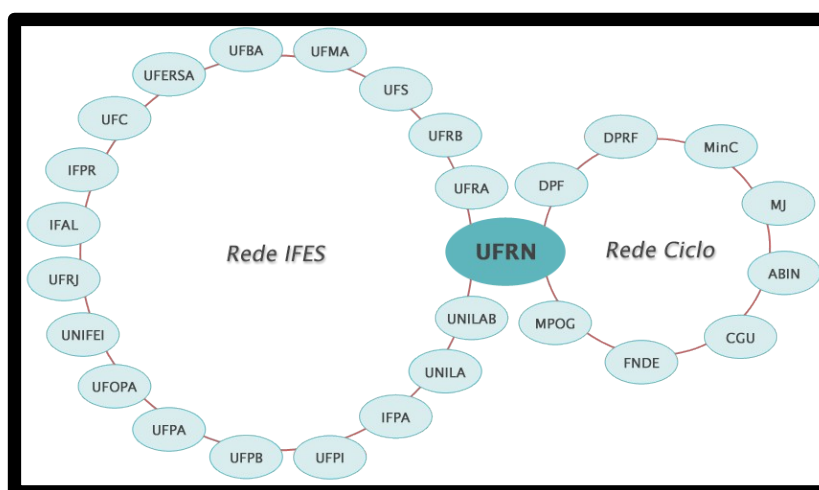 UFBA
UFMA
UFERSA
UFS
UFC
UFRB
DPRF
MinC
IFPR
UFRA
DPF
MJ
IFAL
Rede IFES
UFRN
Rede Ciclo
UFRJ
ABIN
UNIFEI
UNILAB
MPOG
CGU
UFOPA
UNILA
FNDE
UFPA
IFPA
UFPB
UFPI